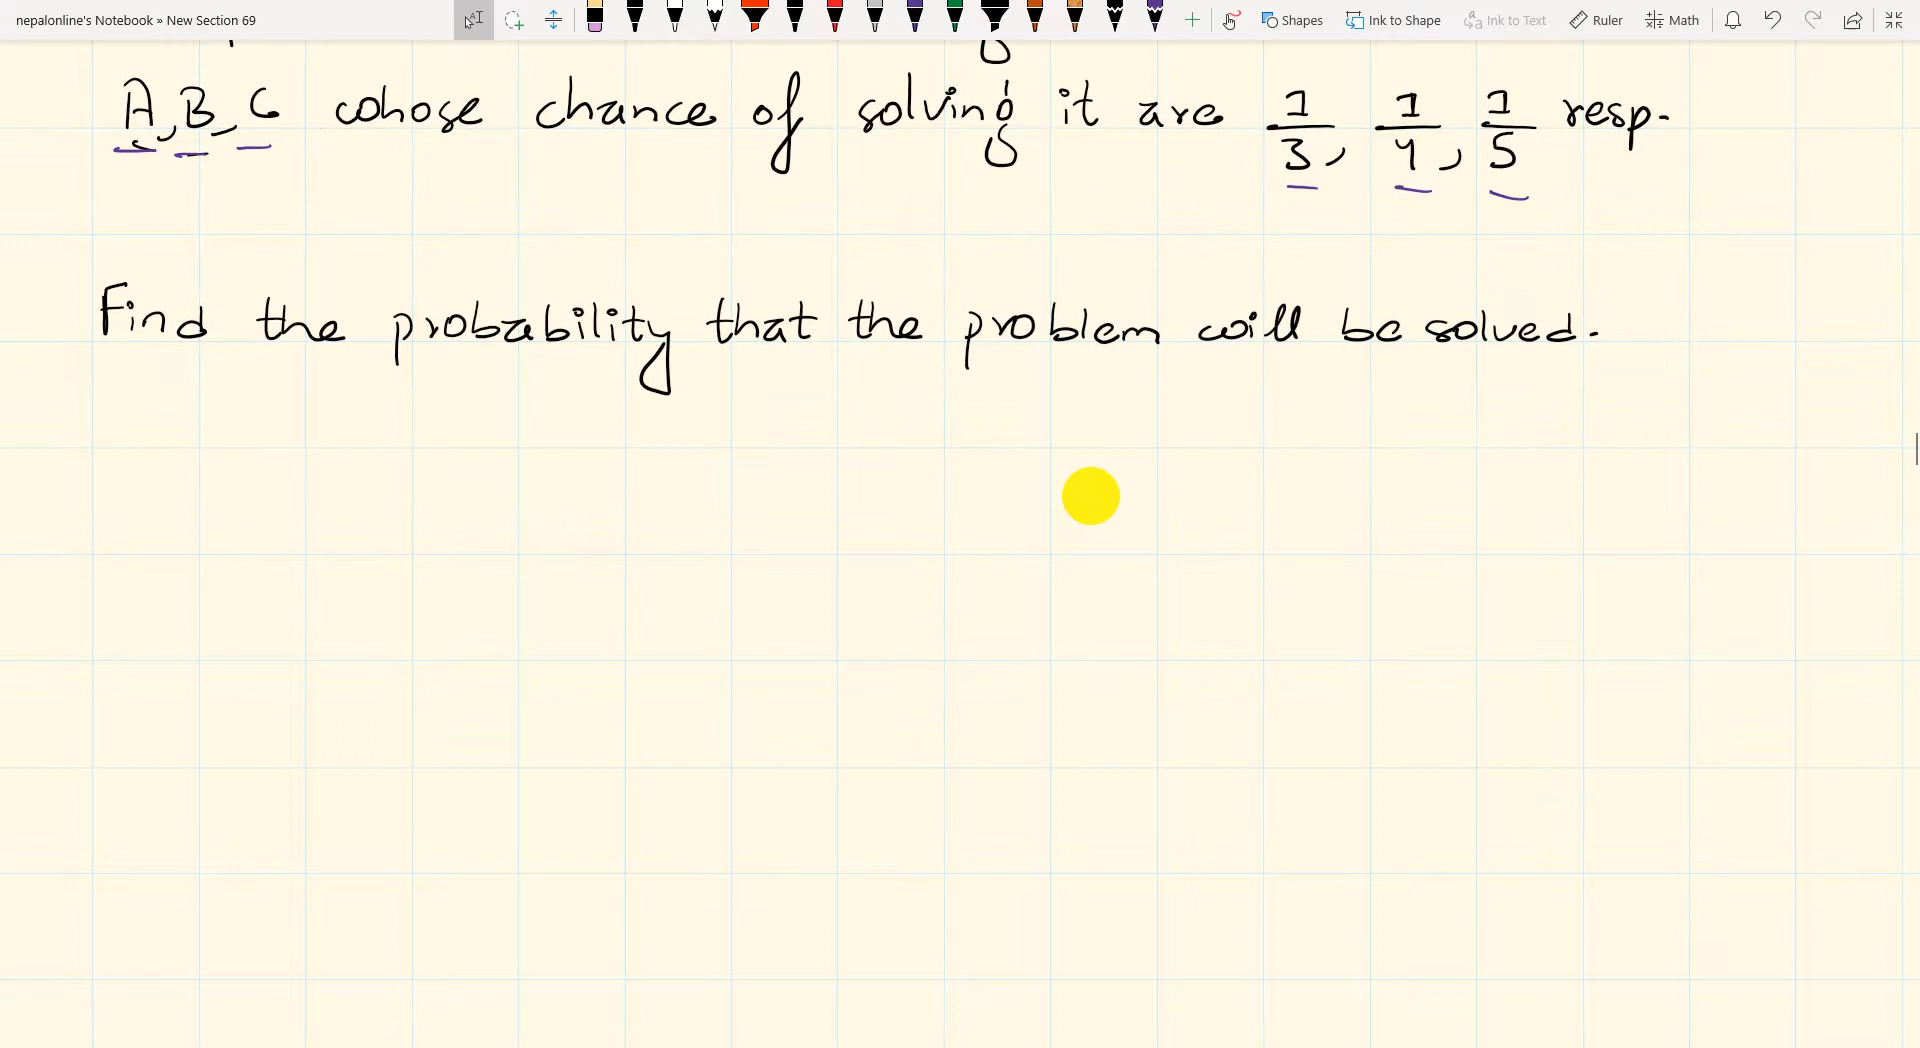 nepalonline's Notebook » New Section 69
Shapes
Ink to Shape
Ink to Text
Ruler
Math
A, B, C whose chance of solving it are 1/3, 1/4, 1/5 resp.
Find the probability that the problem will be solved.